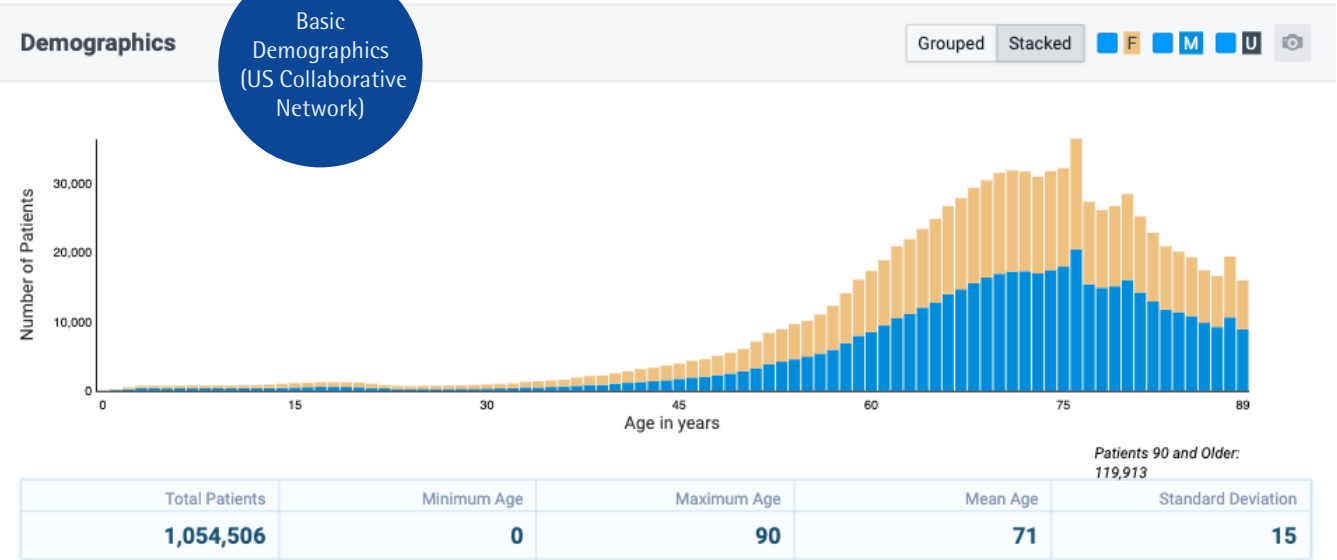 Demographics
Basic
Demographics
(US Collaborative
Network)
Grouped Stacked F M U
Number of Patients
30,000
20,000
10,000
0
0 15 30 45 60 75 89
Age in years
Patients 90 and Older:
119,913
Total Patients Minimum Age Maximum Age Mean Age Standard Deviation
1,054,506 0 90 71 15